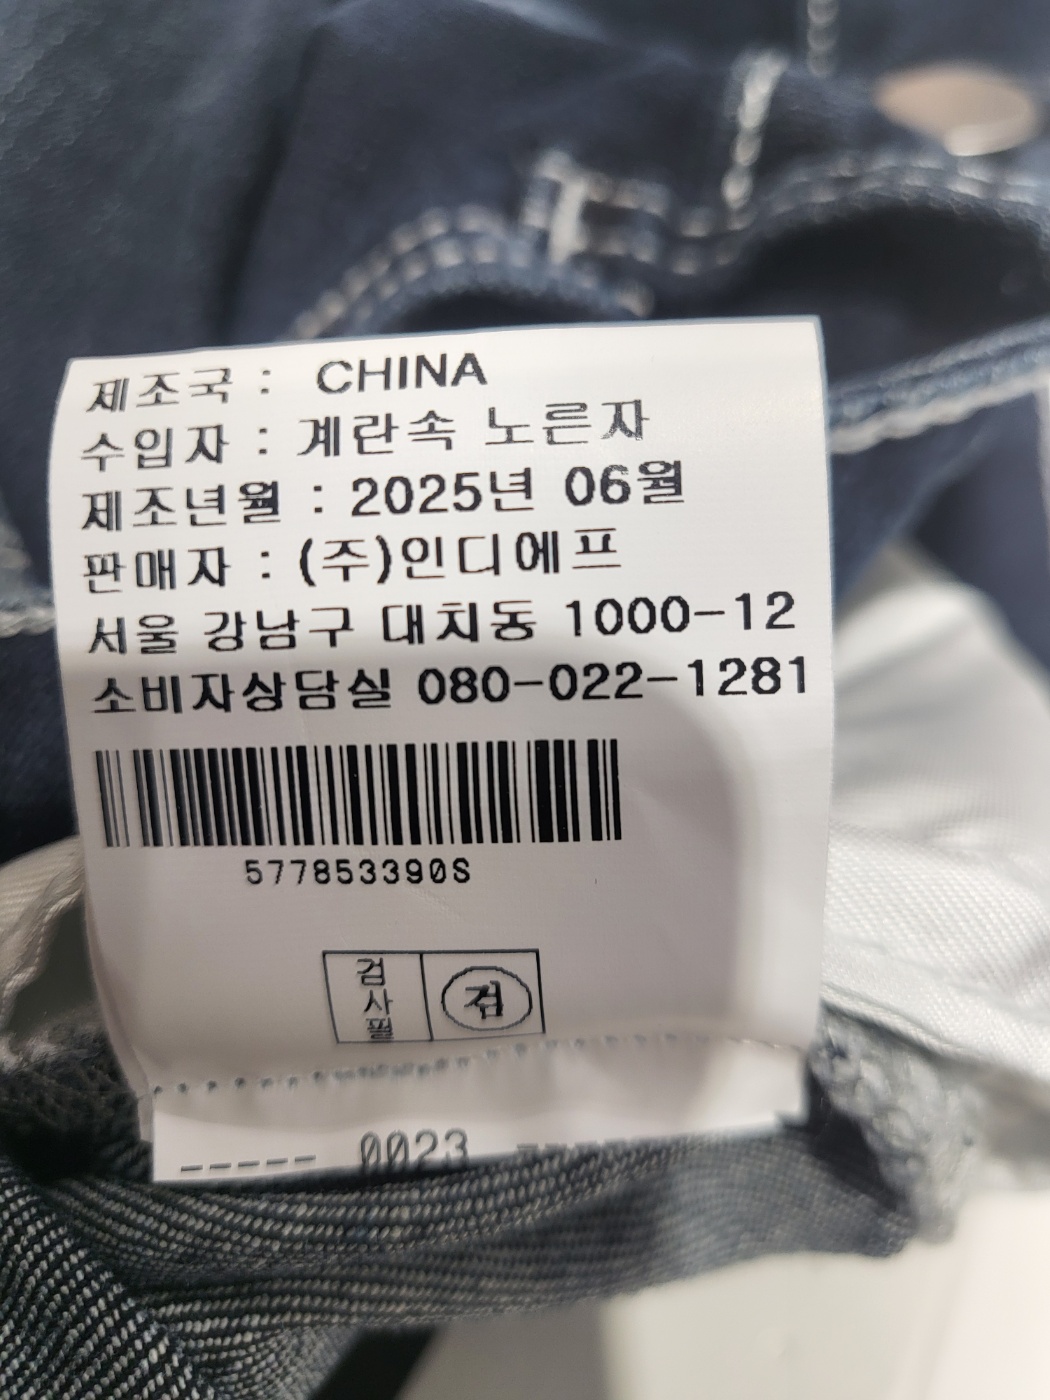 제조국 : CHINA
수입자 : 계란속 노른자
제조년월 : 2025년 06월
판매자 : (주)인디에프
서울 강남구 대치동 1000-12
소비자상담실 080-022-1281
577853390S
검사필
검
----- 0023 -----